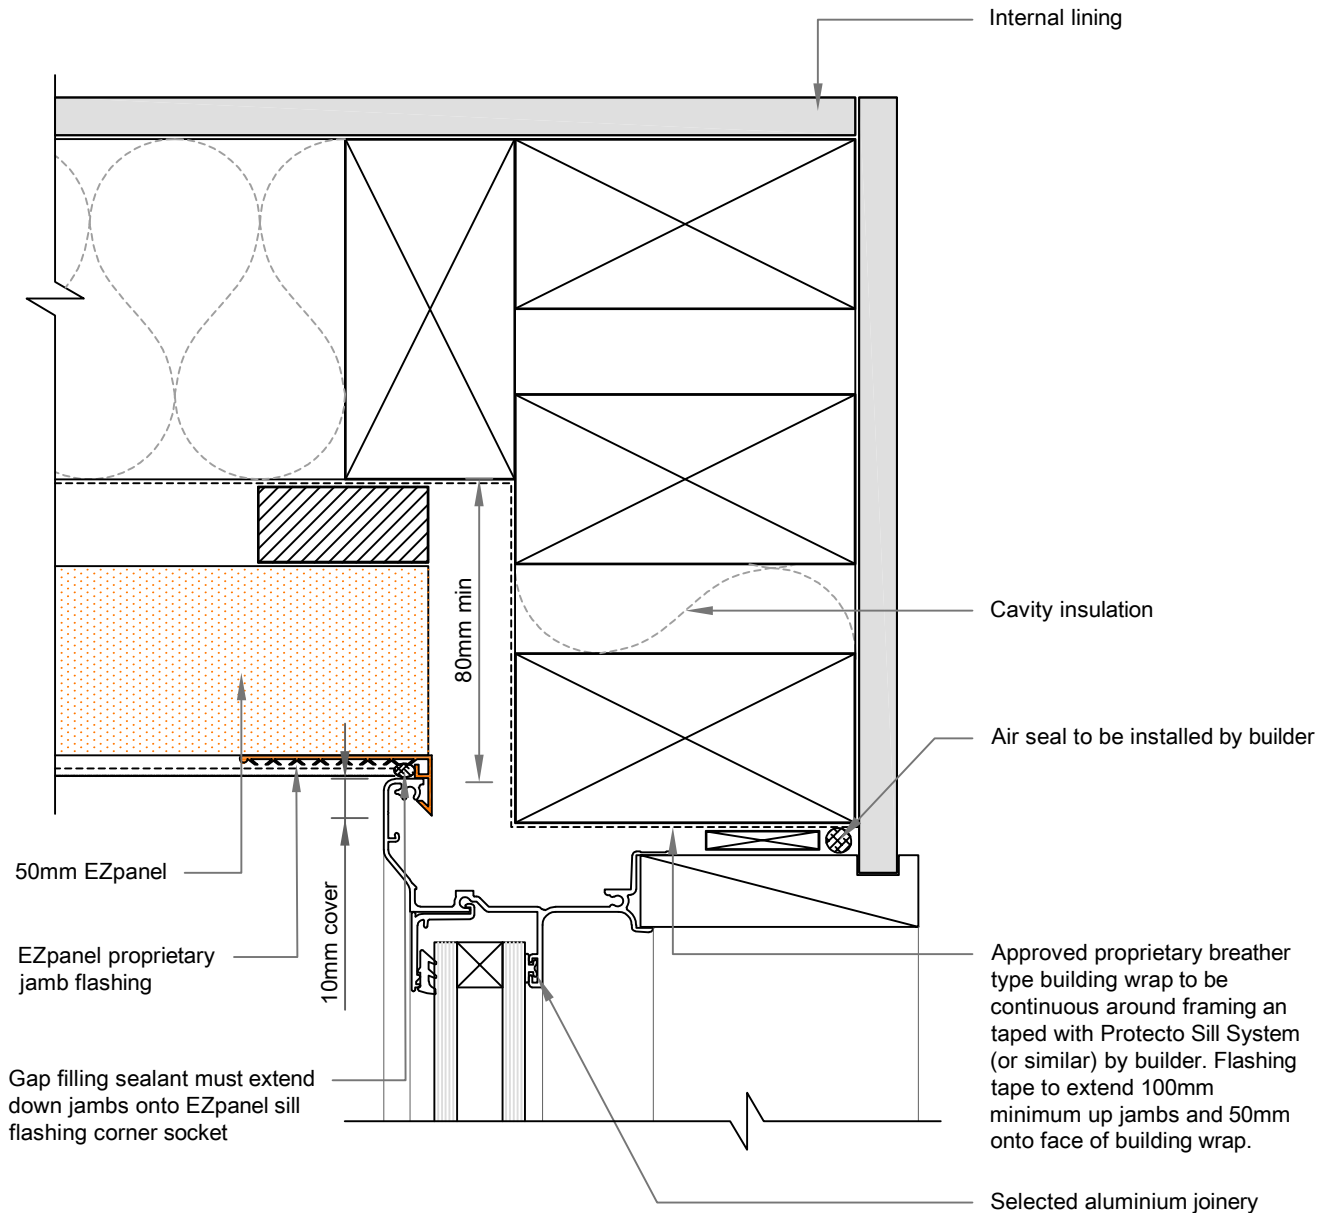 Internal lining
80mm min
Cavity insulation
Air seal to be installed by builder
50mm EZpanel
EZpanel proprietary
jamb flashing
10mm cover
Gap filling sealant must extend
down jambs onto EZpanel sill
flashing corner socket
Approved proprietary breather
type building wrap to be
continuous around framing an
taped with Protecto Sill System
(or similar) by builder. Flashing
tape to extend 100mm
minimum up jambs and 50mm
onto face of building wrap.
Selected aluminium joinery